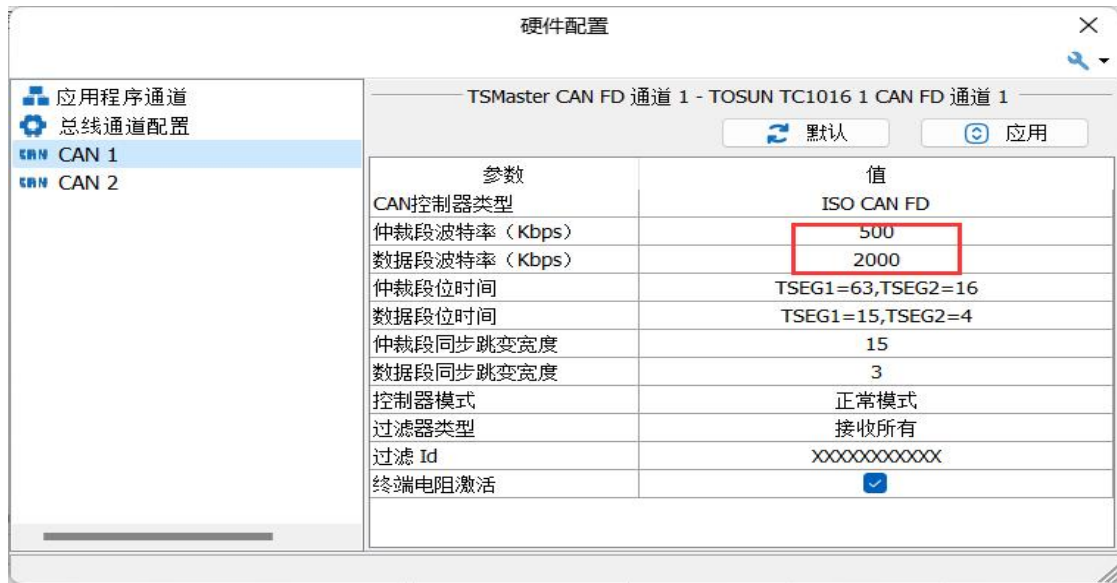 硬件配置
应用程序通道
总线通道配置
CAN CAN 1
CAN CAN 2
TSMaster CAN FD 通道 1 - TOSUN TC1016 1 CAN FD 通道 1
默认 应用
参数 值
CAN控制器类型 ISO CAN FD
仲裁段波特率（Kbps） 500
数据段波特率（Kbps） 2000
仲裁段位时间 TSEG1=63,TSEG2=16
数据段位时间 TSEG1=15,TSEG2=4
仲裁段同步跳变宽度 15
数据段同步跳变宽度 3
控制器模式 正常模式
过滤器类型 接收所有
过滤 Id XXXXXXXXXXX
终端电阻激活